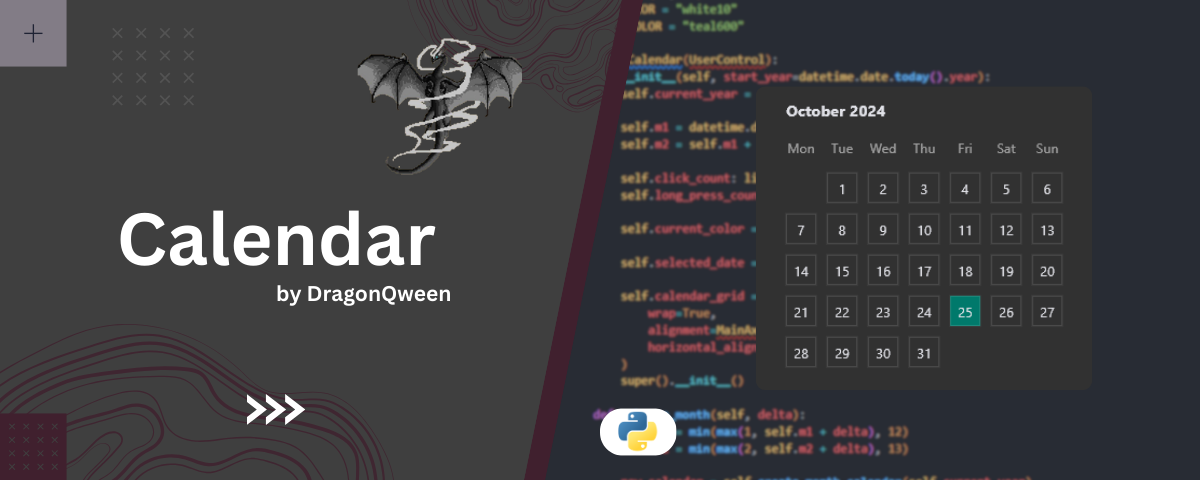 Calendar
by DragonQween
OR = "white10"
OLOR = "teal600"
Calendar(UserControl):
__init__(self, start_year=datetime.date.today().year):
self.current_year =
self.m1 = datetime.d
self.m2 = self.m1 +
self.click_count: li
self.long_press_coun
self.current_color =
self.selected_date =
self.calendar_grid =
wrap=True,
alignment=MainAx
horizontal_align
)
super().__init__()
month(self, delta):
= min(max(1, self.m1 + delta), 12)
= min(max(2, self.m2 + delta), 13)
October 2024
Mon Tue Wed Thu Fri Sat Sun
1 2 3 4 5 6
7 8 9 10 11 12 13
14 15 16 17 18 19 20
21 22 23 24 25 26 27
28 29 30 31